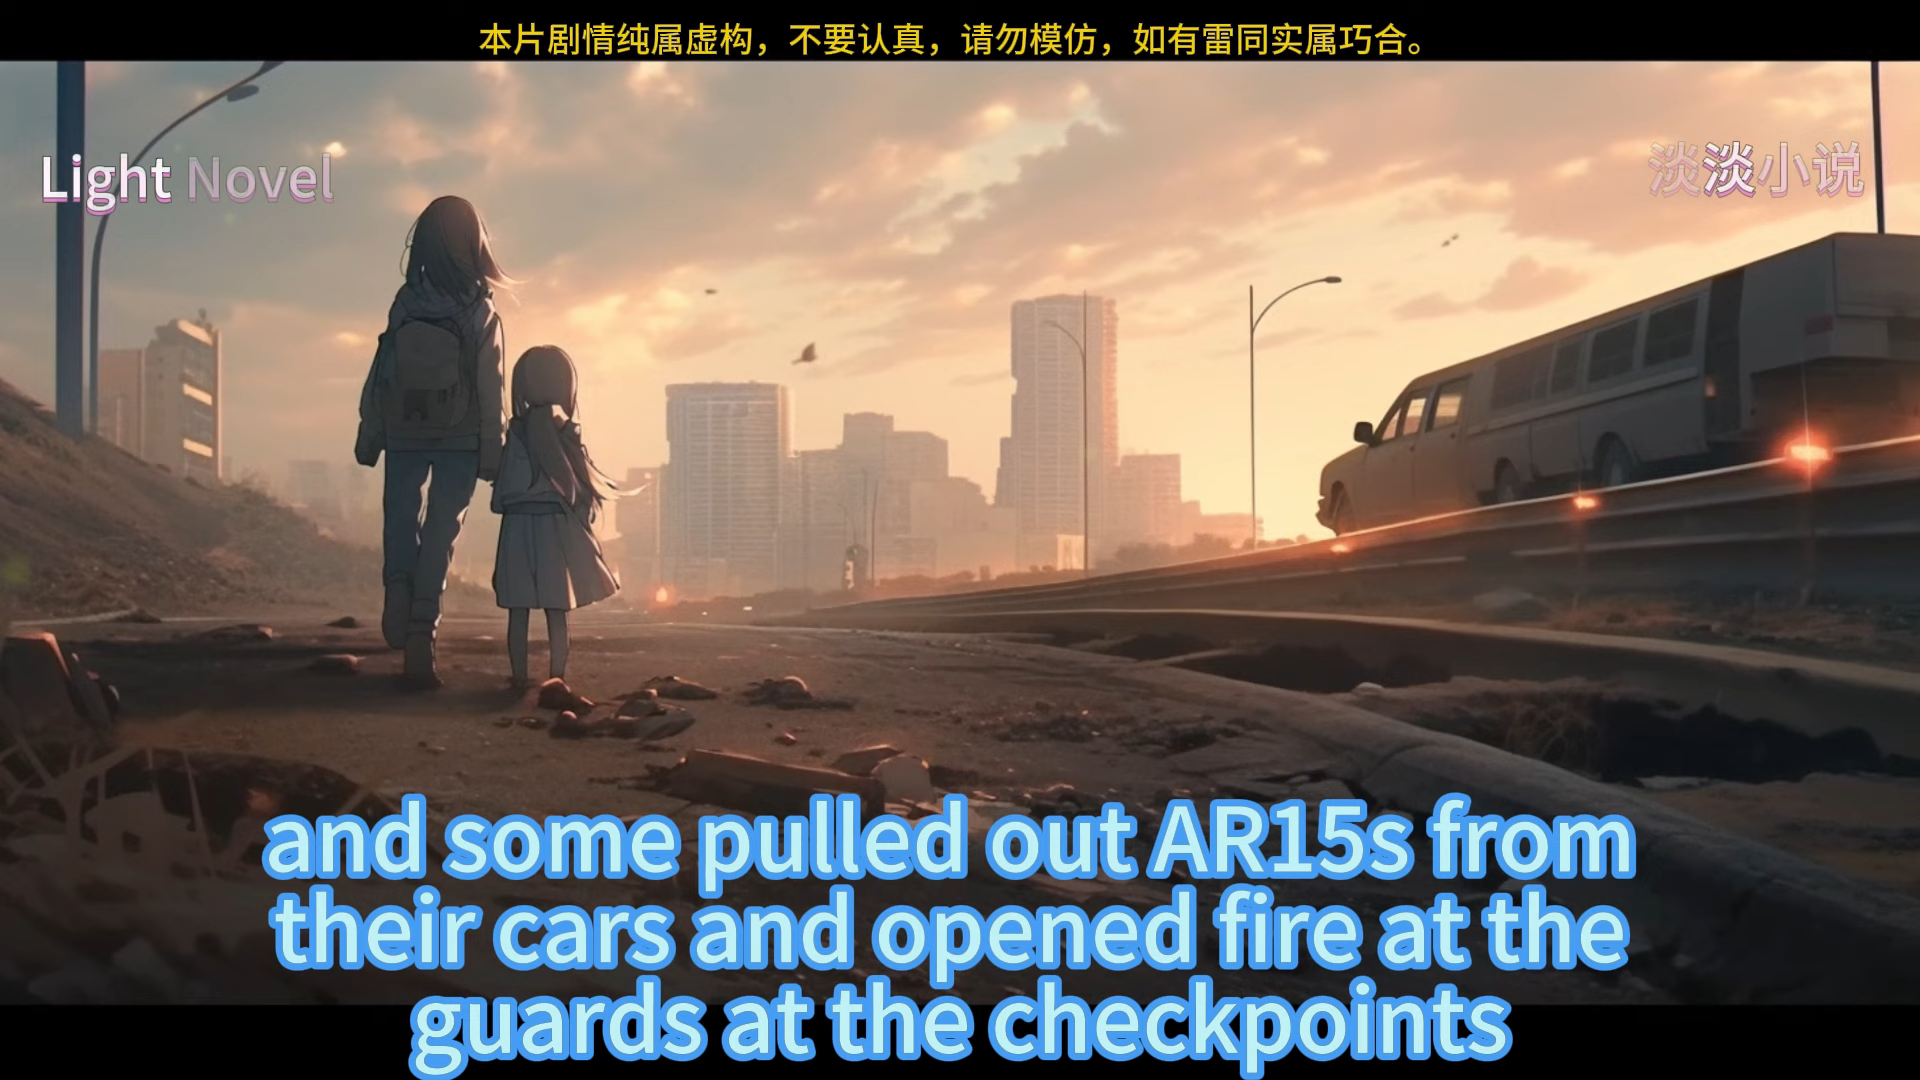 本片剧情纯属虚构，不要认真，请勿模仿，如有雷同实属巧合。
Light Novel
淡淡小说
and some pulled out AR15s from
their cars and opened fire at the
guards at the checkpoints